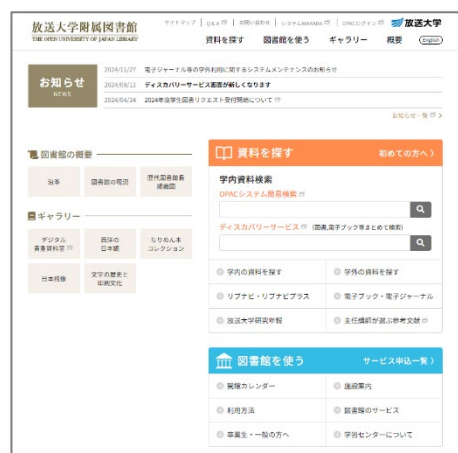 放送大学附属図書館
THE OPEN UNIVERSITY OF JAPAN LIBRARY
サイトマップ
Q&A
お問い合わせ
OPACログイン
放送大学
資料を探す
図書館を使う
ギャラリー
概要
English
お知らせ
NEWS
2024/11/27 電子ジャーナル等の学外利用に関するシステムメンテナンスのお知らせ
2024/09/12 ディスカバリーサービス画面が新しくなります
2024/04/24 2024年度学生図書リクエスト受付開始について
お知らせ一覧
図書館の概要
沿革
図書館の現況
歴代図書館長
ギャラリー
デジタル
貴重資料室
西洋の
日本観
ちりめん本
コレクション
日本残像
文字の歴史と
印刷文化
資料を探す
初めての方へ
学内資料検索
OPACシステム簡易検索
ディスカバリーサービス (図書,電子ブック等まとめて検索)
学内の資料を探す
学外の資料を探す
リブナビ・リブナビプラス
電子ブック・電子ジャーナル
放送大学研究年報
主任講師が選ぶ参考文献
図書館を使う
サービス申込一覧
開館カレンダー
施設案内
利用方法
図書館のサービス
卒業生・一般の方へ
学習センターについて